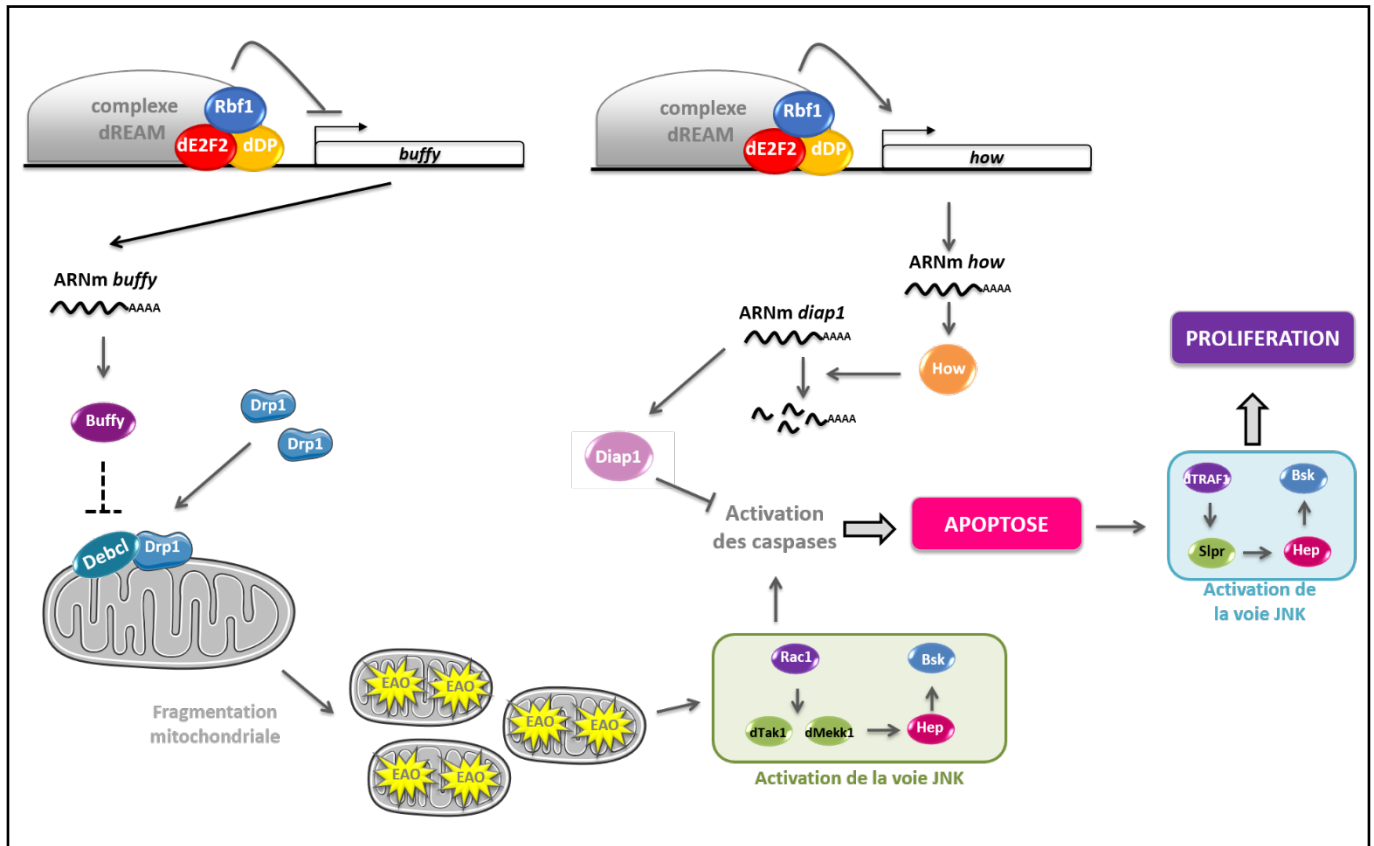 complexe
dREAM
Rbf1
dE2F2
dDP
buffy
complexe
dREAM
Rbf1
dE2F2
dDP
how
ARNm buffy
AAAA
Buffy
Drp1
Drp1
Debcl
Drp1
Fragmentation
mitochondriale
EAO
EAO
EAO
EAO
EAO
EAO
ARNm how
AAAA
How
ARNm diap1
AAAA
AAAA
Diap1
Activation
des caspases
APOPTOSE
Rac1
Bsk
dTak1
dMekk1
Hep
Activation de la voie JNK
PROLIFERATION
dTRAF1
Bsk
Slpr
Hep
Activation de
la voie JNK